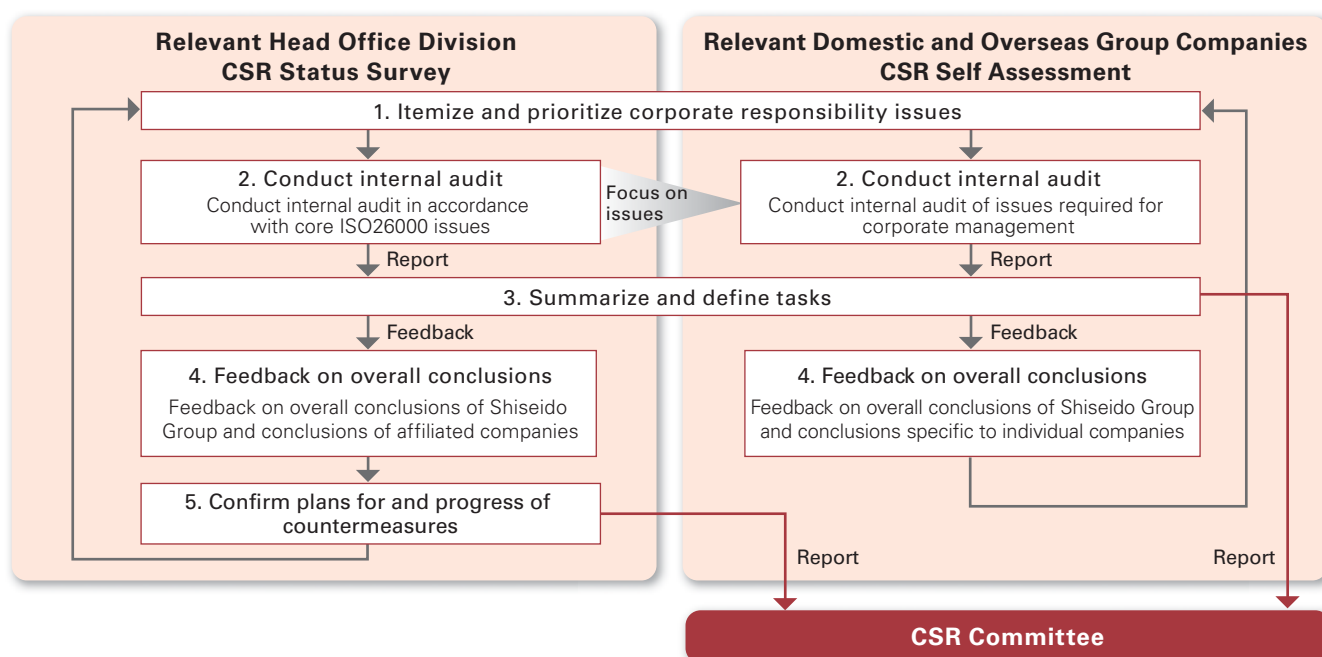 Relevant Head Office Division
CSR Status Survey
Relevant Domestic and Overseas Group Companies
CSR Self Assessment
1. Itemize and prioritize corporate responsibility issues
2. Conduct internal audit
Conduct internal audit in accordance
with core ISO26000 issues
Focus on
issues
2. Conduct internal audit
Conduct internal audit of issues required for
corporate management
Report
Report
3. Summarize and define tasks
Feedback
Feedback
4. Feedback on overall conclusions
Feedback on overall conclusions of Shiseido
Group and conclusions of affiliated companies
4. Feedback on overall conclusions
Feedback on overall conclusions of Shiseido Group
and conclusions specific to individual companies
5. Confirm plans for and progress of
countermeasures
Report
Report
CSR Committee